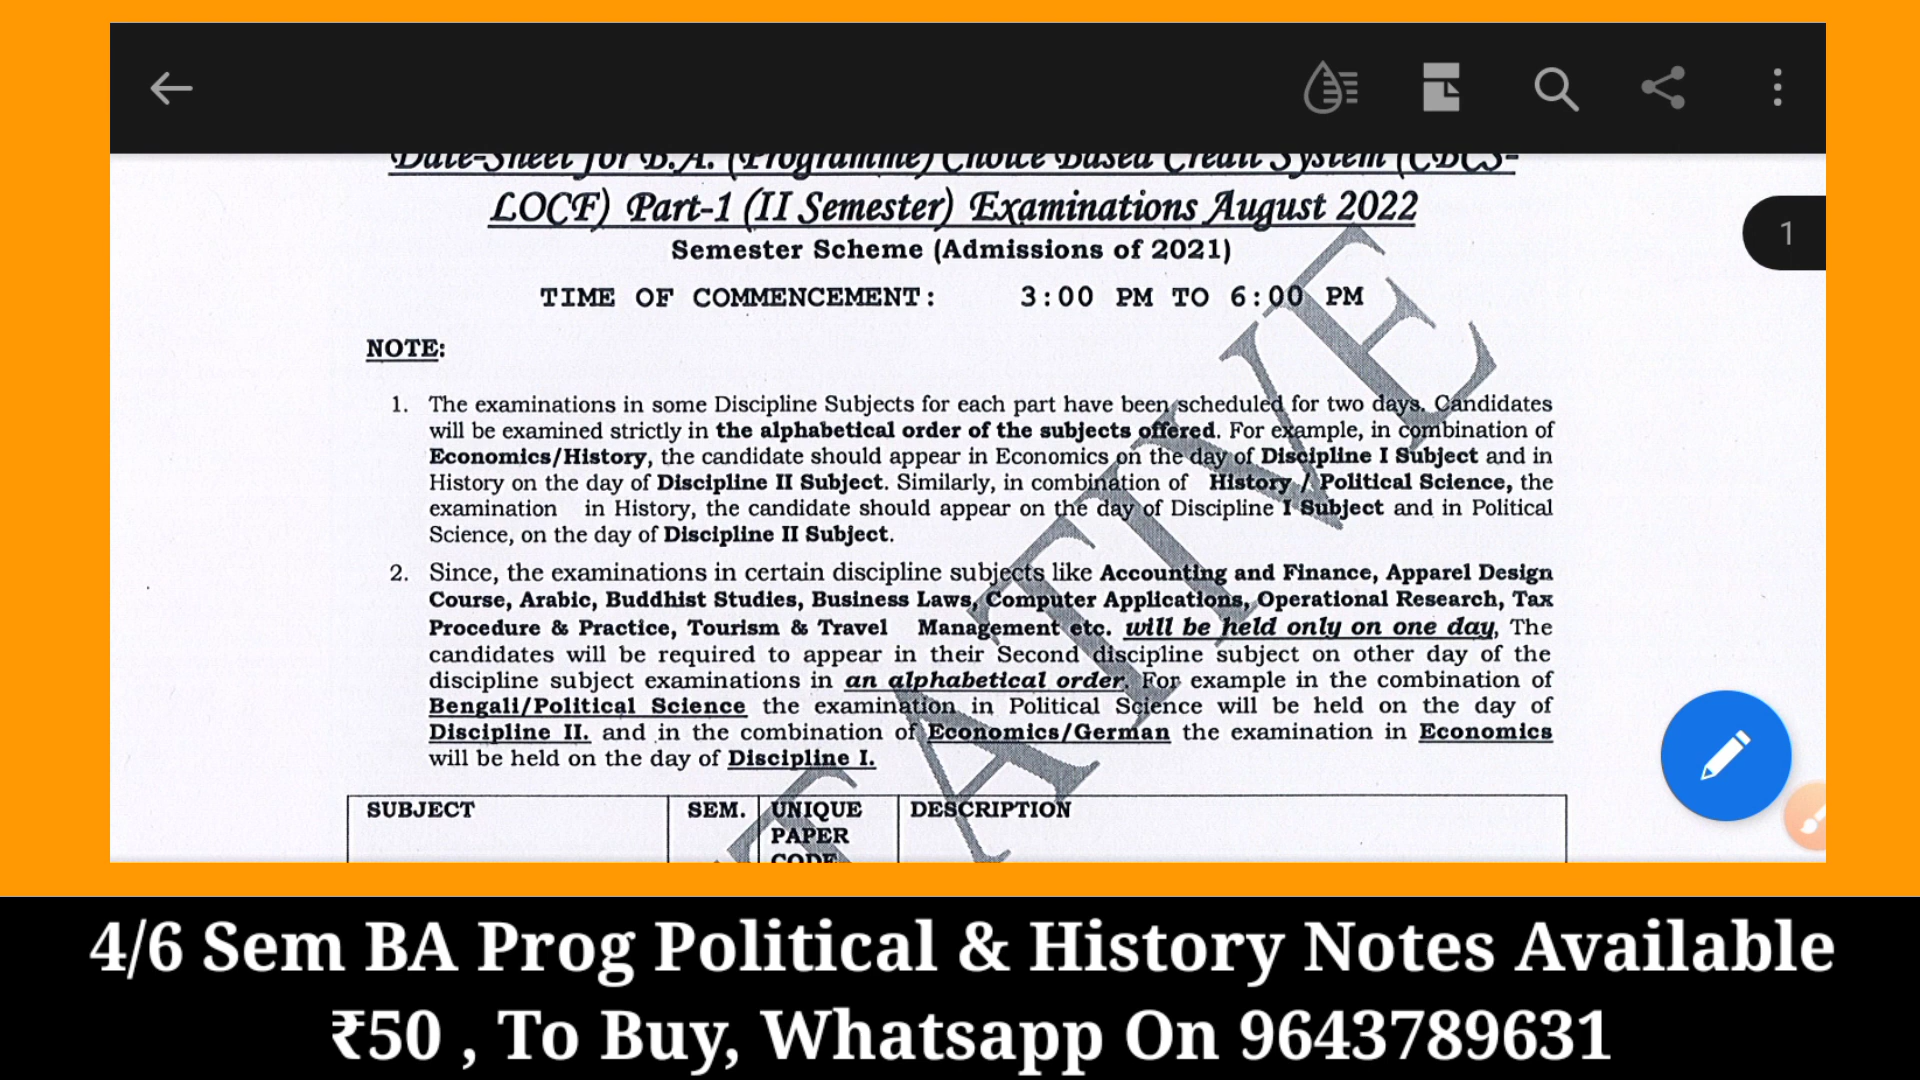 1
Date-Sheet for B.A. (Programme) Choice Based Credit System (CBCS-
LOCF) Part-1 (II Semester) Examinations August 2022
Semester Scheme (Admissions of 2021)
TIME OF COMMENCEMENT: 3:00 PM TO 6:00 PM
NOTE:
1. The examinations in some Discipline Subjects for each part have been scheduled for two days. Candidates
will be examined strictly in the alphabetical order of the subjects offered. For example, in combination of
Economics/History, the candidate should appear in Economics on the day of Discipline I Subject and in
History on the day of Discipline II Subject. Similarly, in combination of History / Political Science, the
examination in History, the candidate should appear on the day of Discipline I Subject and in Political
Science, on the day of Discipline II Subject.
2. Since, the examinations in certain discipline subjects like Accounting and Finance, Apparel Design
Course, Arabic, Buddhist Studies, Business Laws, Computer Applications, Operational Research, Tax
Procedure & Practice, Tourism & Travel Management etc. will be held only on one day, The
candidates will be required to appear in their Second discipline subject on other day of the
discipline subject examinations in an alphabetical order. For example in the combination of
Bengali/Political Science the examination in Political Science will be held on the day of
Discipline II. and in the combination of Economics/German the examination in Economics
will be held on the day of Discipline I.
SUBJECT SEM. UNIQUE DESCRIPTION
PAPER
CODE
TATIVE
4/6 Sem BA Prog Political & History Notes Available
₹50 , To Buy, Whatsapp On 9643789631